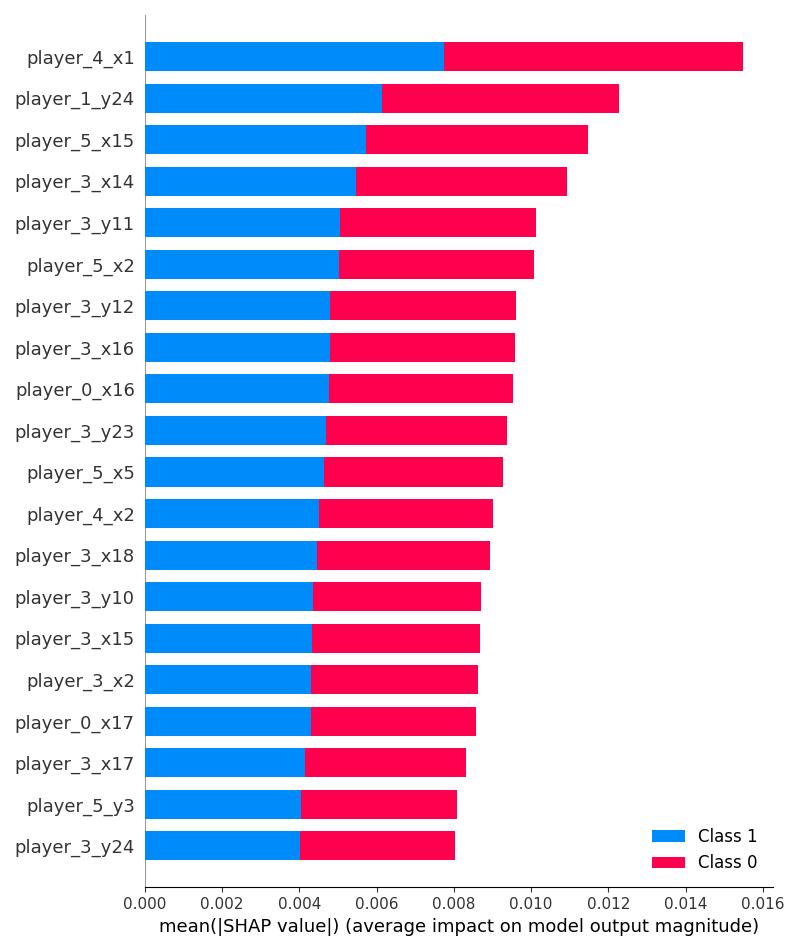 player_4_x1
player_1_y24
player_5_x15
player_3_x14
player_3_y11
player_5_x2
player_3_y12
player_3_x16
player_0_x16
player_3_y23
player_5_x5
player_4_x2
player_3_x18
player_3_y10
player_3_x15
player_3_x2
player_0_x17
player_3_x17
player_5_y3
player_3_y24
Class 1
Class 0
0.000 0.002 0.004 0.006 0.008 0.010 0.012 0.014 0.016
mean(|SHAP value|) (average impact on model output magnitude)